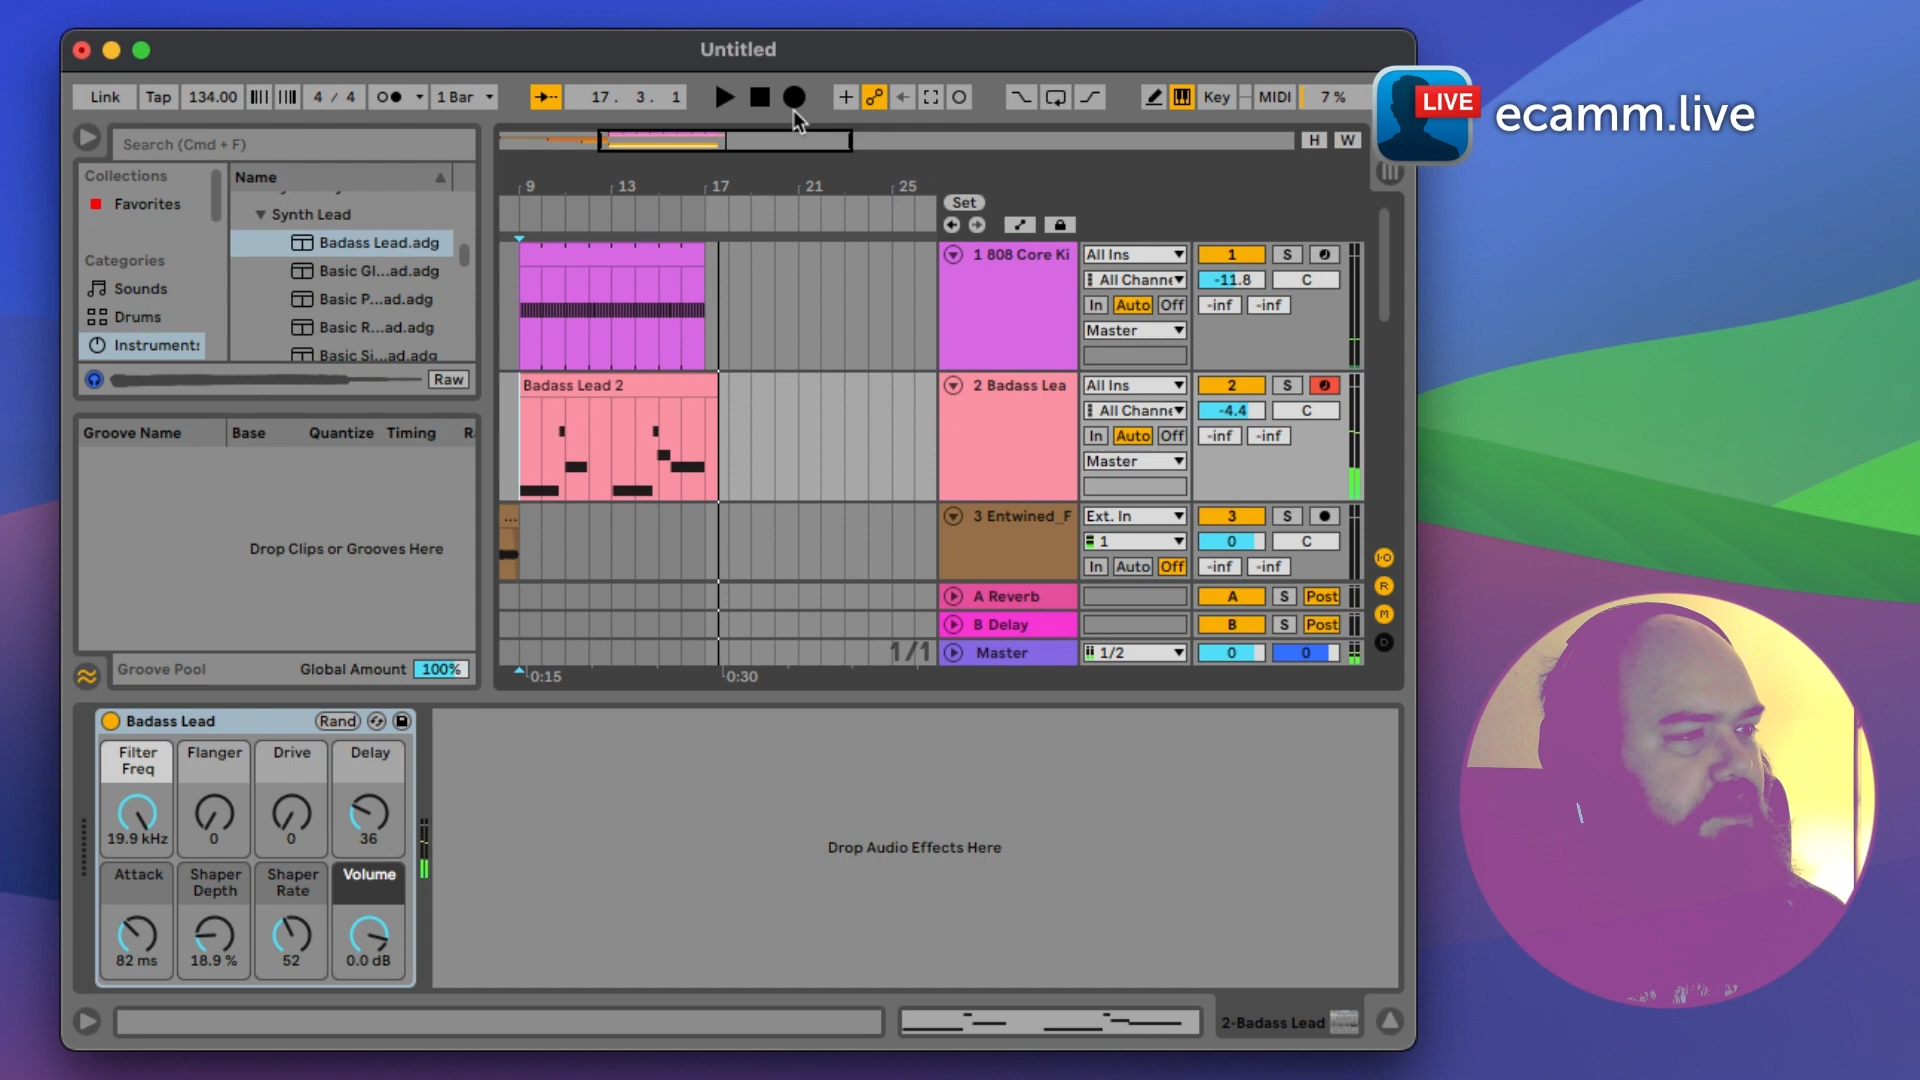 Untitled
Link Tap 134.00 4 / 4 1 Bar 17. 3. 1 Key MIDI 7 %
LIVE
ecamm.live
Search (Cmd + F)
H W
Collections
Name
Favorites
Synth Lead
Badass Lead.adg
Categories
Basic Gl...ad.adg
Sounds
Basic P...ad.adg
Drums
Basic R...ad.adg
Instruments
Basic Si...ad.adg
Raw
9 13 17 21 25
Set
1 808 Core Ki All Ins 1 S
All Channe -11.8 C
In Auto Off -inf -inf
Master
Badass Lead 2
2 Badass Lea All Ins 2 S
All Channe -4.4 C
In Auto Off -inf -inf
Master
...
3 Entwined_F Ext. In 3 S
1 0 C
In Auto Off -inf -inf
A Reverb A S Post
B Delay B S Post
1/1 Master 1/2 0 0
0:15 0:30
I·O
R
M
D
Groove Name Base Quantize Timing R
Drop Clips or Grooves Here
Groove Pool Global Amount 100%
Badass Lead Rand
Filter Freq Flanger Drive Delay
19.9 kHz 0 0 36
Attack Shaper Depth Shaper Rate Volume
82 ms 18.9 % 52 0.0 dB
Drop Audio Effects Here
2-Badass Lead